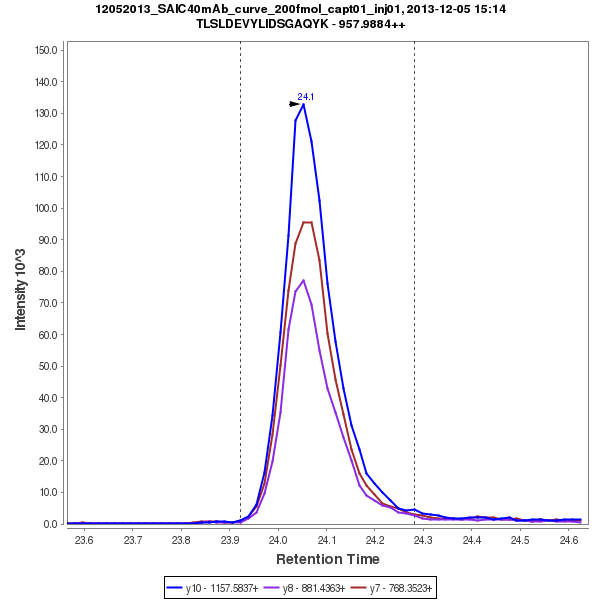 12052013_SAIC40mAb_curve_200fmol_capt01_inj01, 2013-12-05 15:14
TLSLDEVYLIDSGAQYK - 957.9884++
150.0
140.0
130.0
120.0
110.0
100.0
90.0
80.0
70.0
60.0
50.0
40.0
30.0
20.0
10.0
0.0
Intensity 10^3
24.1
23.6 23.7 23.8 23.9 24.0 24.1 24.2 24.3 24.4 24.5 24.6
Retention Time
y10 - 1157.5837+ y8 - 881.4363+ y7 - 768.3523+